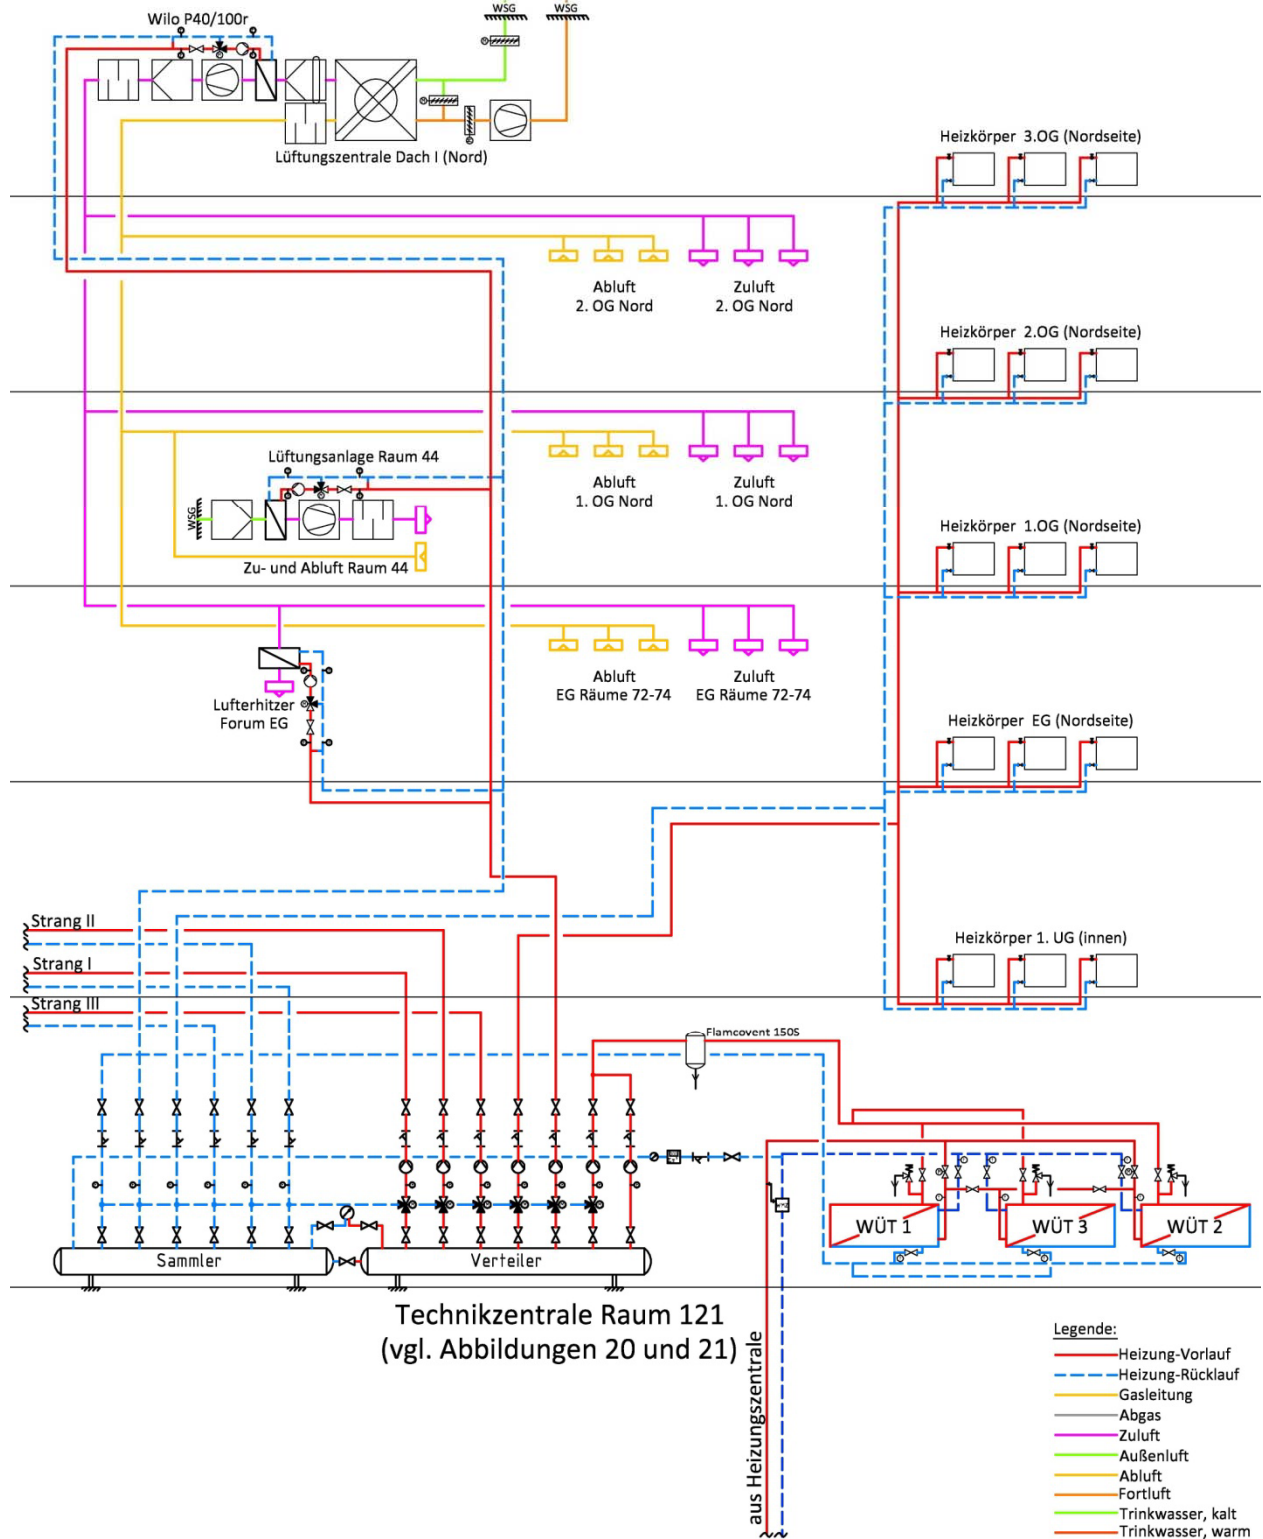 WSG
WSG
Wilo P40/100r
Lüftungszentrale Dach I (Nord)
Heizkörper 3.OG (Nordseite)
Abluft
2. OG Nord
Zuluft
2. OG Nord
Heizkörper 2.OG (Nordseite)
Lüftungsanlage Raum 44
WSG
Zu- und Abluft Raum 44
Abluft
1. OG Nord
Zuluft
1. OG Nord
Heizkörper 1.OG (Nordseite)
Lufterhitzer
Forum EG
Abluft
EG Räume 72-74
Zuluft
EG Räume 72-74
Heizkörper EG (Nordseite)
Strang II
Strang I
Strang III
Heizkörper 1. UG (innen)
Flamcovent 150S
WÜT 1
WÜT 3
WÜT 2
Sammler
Verteiler
Technikzentrale Raum 121
(vgl. Abbildungen 20 und 21)
aus Heizungszentrale
Legende:
Heizung-Vorlauf
Heizung-Rücklauf
Gasleitung
Abgas
Zuluft
Außenluft
Abluft
Fortluft
Trinkwasser, kalt
Trinkwasser, warm